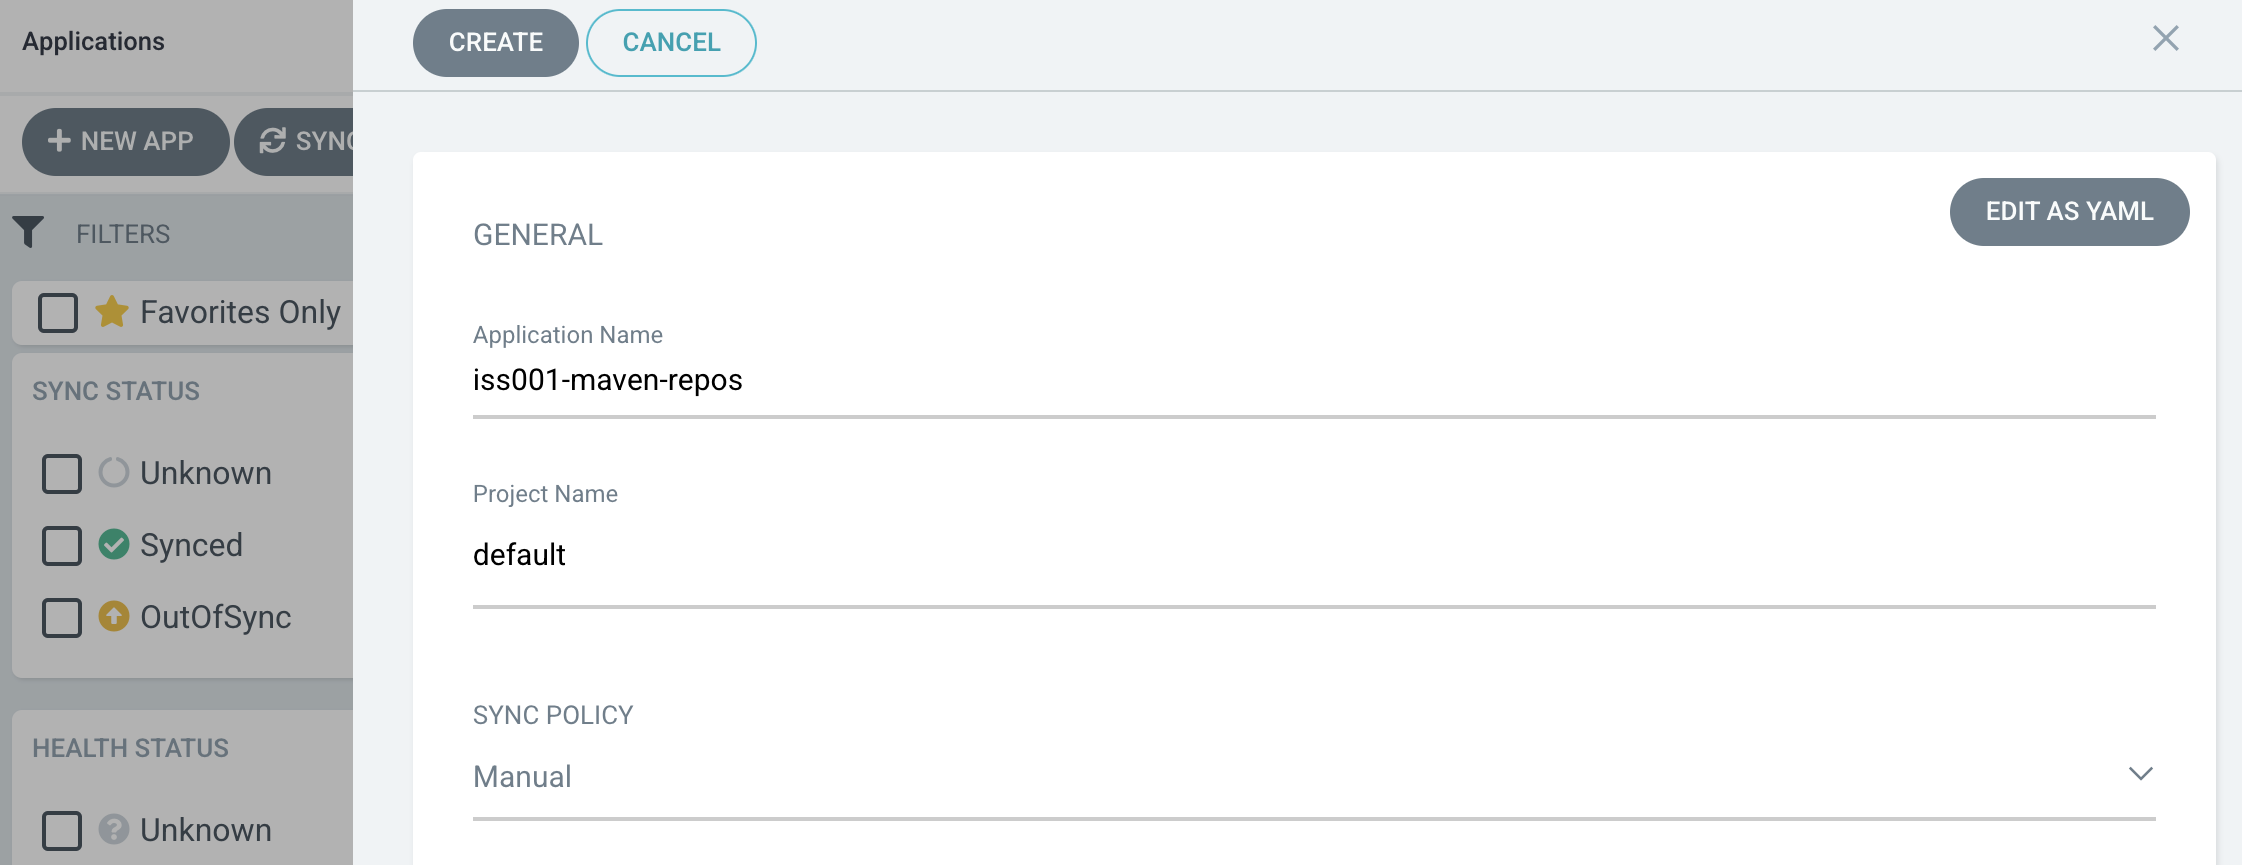 Applications
NEW APP
SYNC
FILTERS
Favorites Only
SYNC STATUS
Unknown
Synced
OutOfSync
HEALTH STATUS
Unknown
CREATE
CANCEL
EDIT AS YAML
GENERAL
Application Name
iss001-maven-repos
Project Name
default
SYNC POLICY
Manual